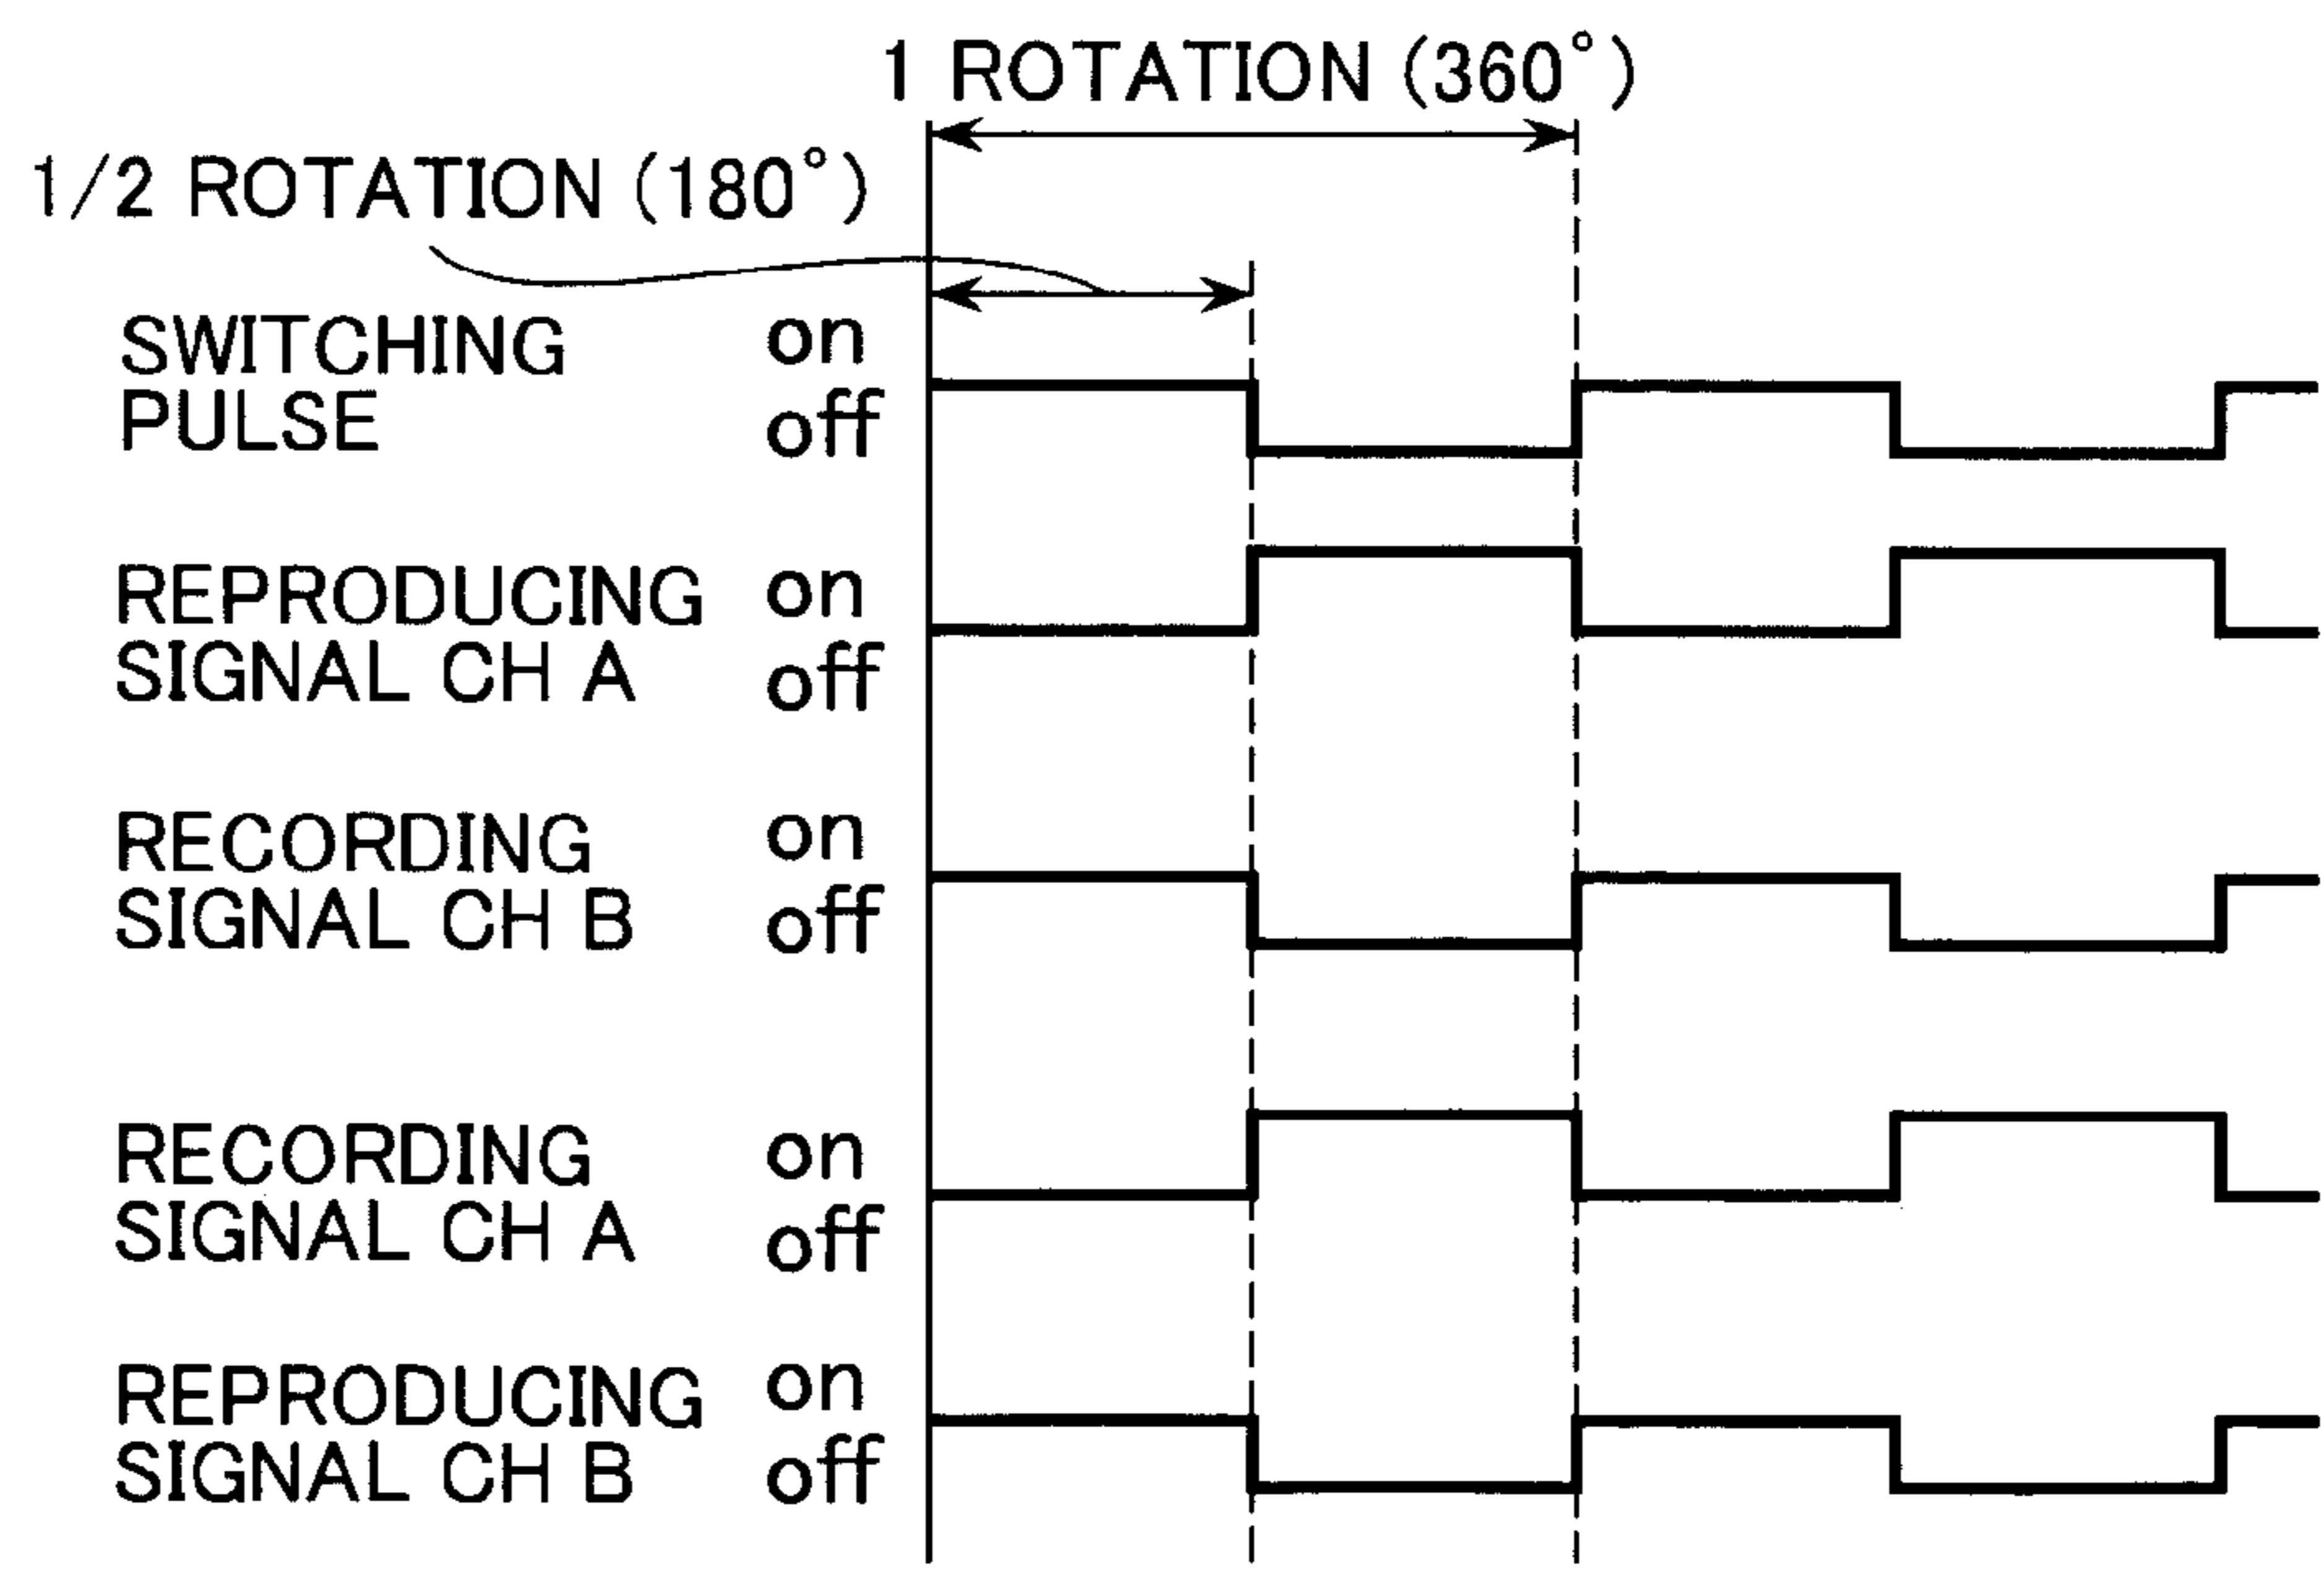 1 ROTATION (360°)
1/2 ROTATION (180°)
SWITCHING on
PULSE off
REPRODUCING on
SIGNAL CH A off
RECORDING on
SIGNAL CH B off
RECORDING on
SIGNAL CH A off
REPRODUCING on
SIGNAL CH B off